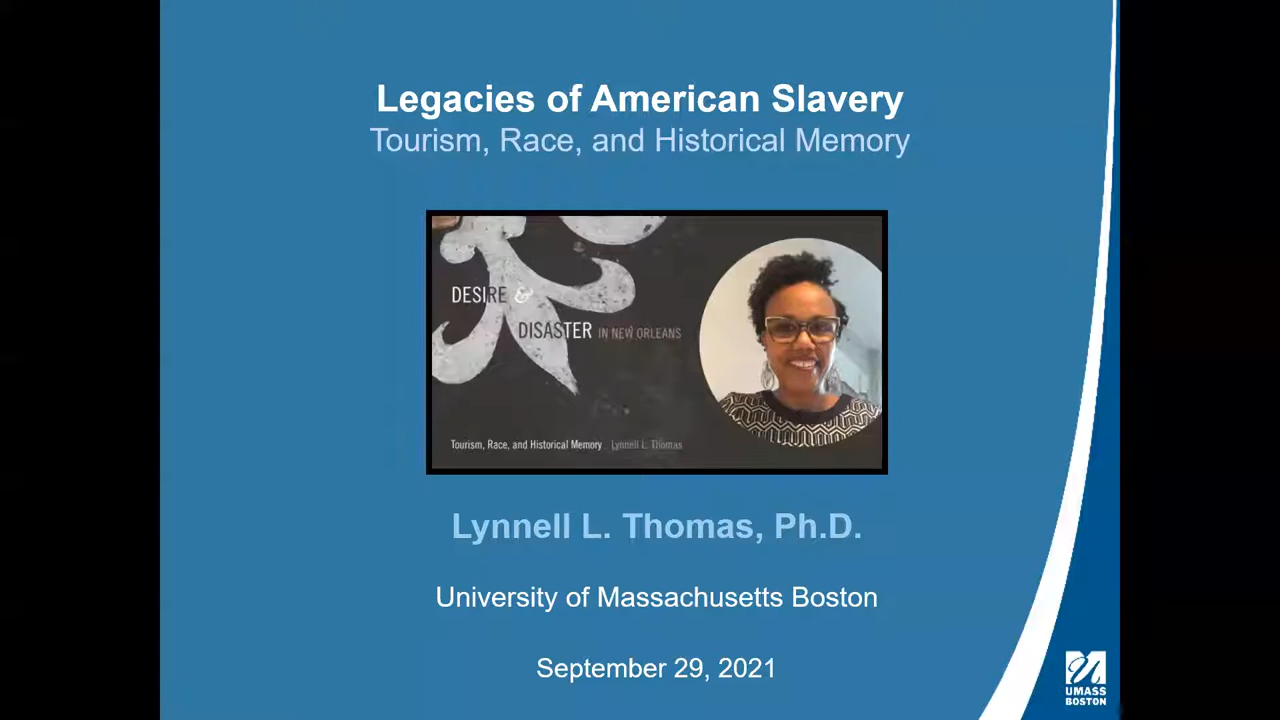 Legacies of American Slavery
Tourism, Race, and Historical Memory
DESIRE &
DISASTER IN NEW ORLEANS
Tourism, Race, and Historical Memory Lynnell L. Thomas
Lynnell L. Thomas, Ph.D.
University of Massachusetts Boston
September 29, 2021
UMASS
BOSTON